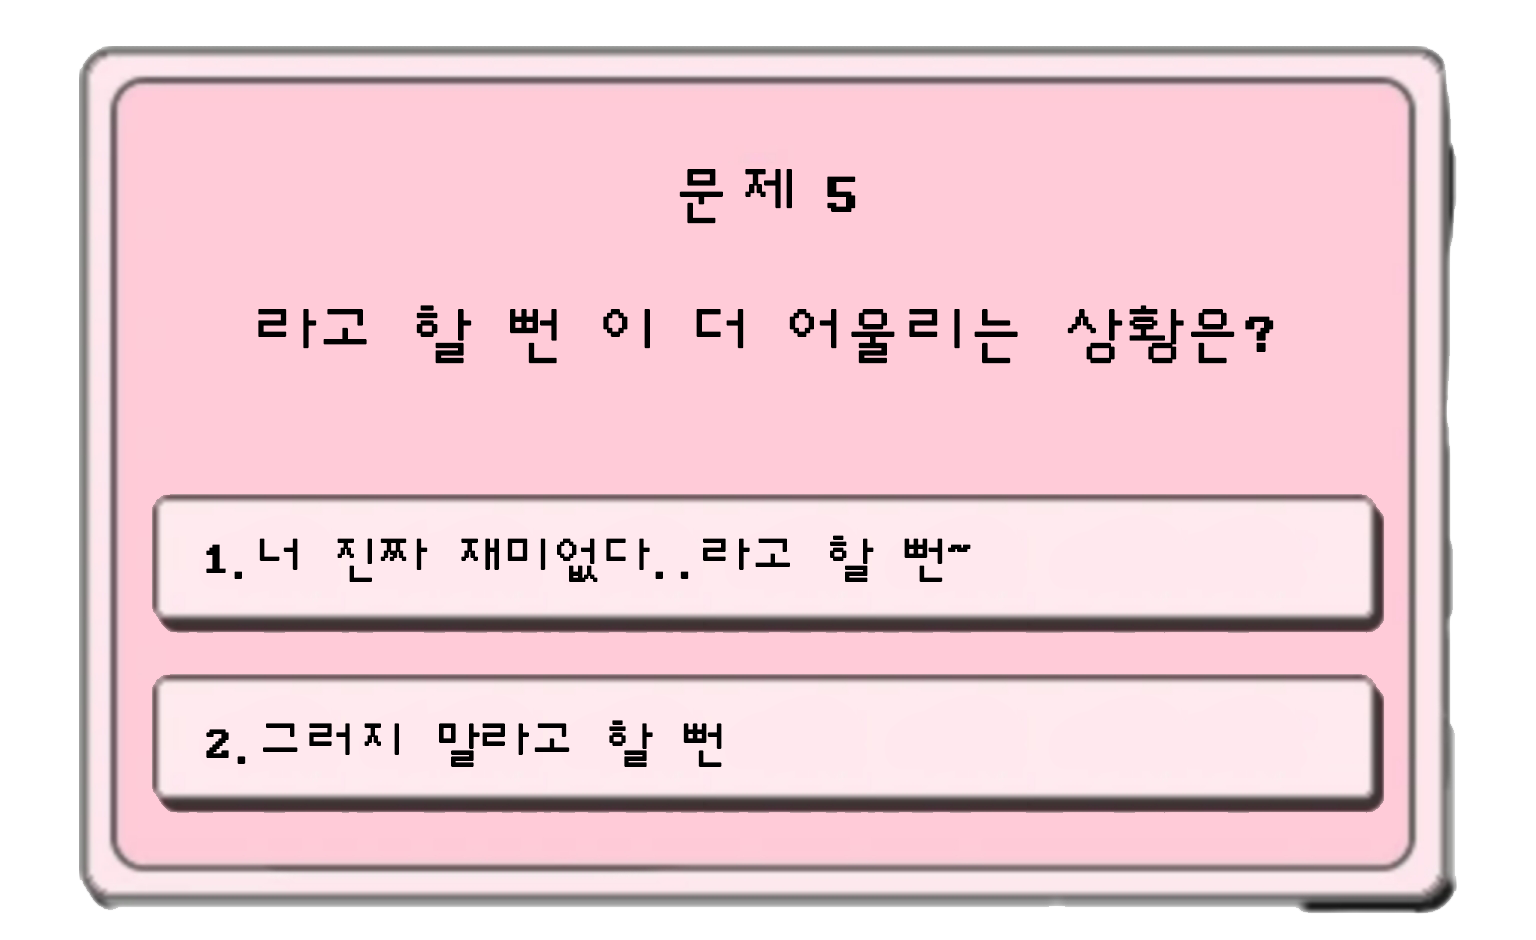 문제 5
라고 할 뻔 이 더 어울리는 상황은?
1.너 진짜 재미없다..라고 할 뻔~
2.그러지 말라고 할 뻔